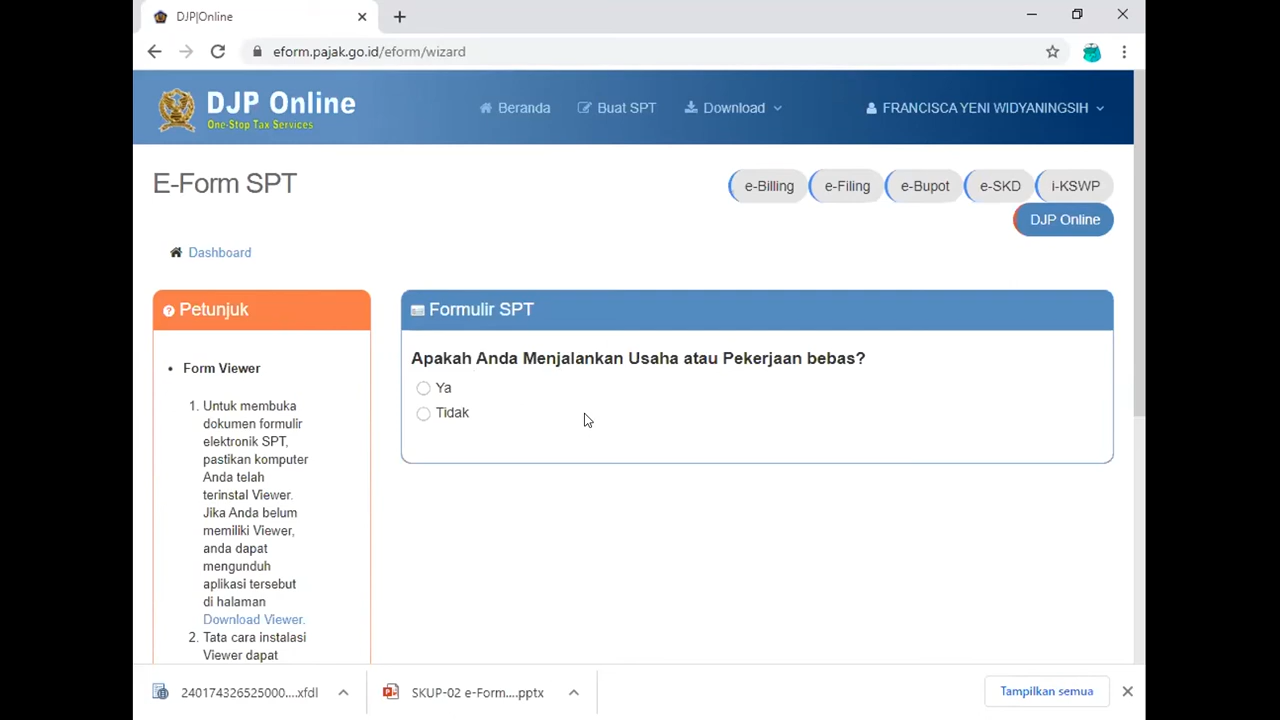 DJP|Online
eform.pajak.go.id/eform/wizard
DJP Online
One-Stop Tax Services
Beranda
Buat SPT
Download
FRANCISCA YENI WIDYANINGSIH
E-Form SPT
e-Billing
e-Filing
e-Bupot
e-SKD
i-KSWP
DJP Online
Dashboard
Petunjuk
• Form Viewer
1. Untuk membuka
dokumen formulir
elektronik SPT,
pastikan komputer
Anda telah
terinstal Viewer.
Jika Anda belum
memiliki Viewer,
anda dapat
mengunduh
aplikasi tersebut
di halaman
Download Viewer.
2. Tata cara instalasi
Viewer dapat
Formulir SPT
Apakah Anda Menjalankan Usaha atau Pekerjaan bebas?
Ya
Tidak
240174326525000....xfdl
SKUP-02 e-Form....pptx
Tampilkan semua